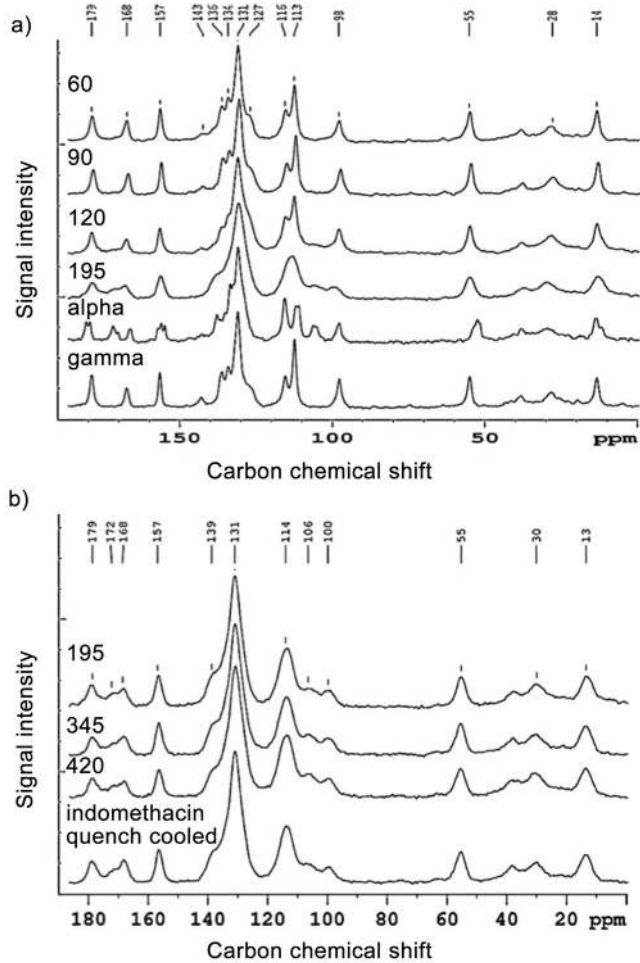 a)
179 168 157 143 136 134 131 127 116 113 98 55 28 14
60
90
120
195
alpha
gamma
Signal intensity
150 100 50 ppm
Carbon chemical shift
b)
179 172 168 157 139 131 114 106 100 55 30 13
195
345
420
indomethacin
quench cooled
Signal intensity
180 160 140 120 100 80 60 40 20 ppm
Carbon chemical shift